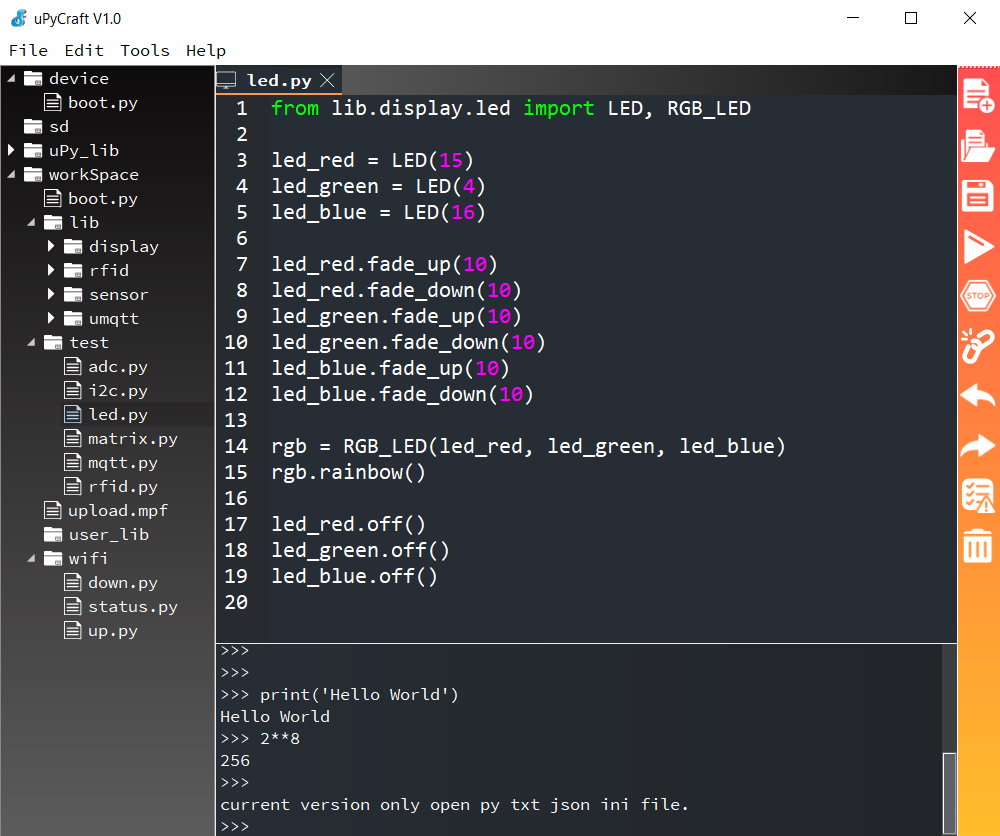 uPyCraft V1.0
File Edit Tools Help
device
boot.py
sd
uPy_lib
workSpace
boot.py
lib
display
rfid
sensor
umqtt
test
adc.py
i2c.py
led.py
matrix.py
mqtt.py
rfid.py
upload.mpf
user_lib
wifi
down.py
status.py
up.py
led.py
1 from lib.display.led import LED, RGB_LED
2
3 led_red = LED(15)
4 led_green = LED(4)
5 led_blue = LED(16)
6
7 led_red.fade_up(10)
8 led_red.fade_down(10)
9 led_green.fade_up(10)
10 led_green.fade_down(10)
11 led_blue.fade_up(10)
12 led_blue.fade_down(10)
13
14 rgb = RGB_LED(led_red, led_green, led_blue)
15 rgb.rainbow()
16
17 led_red.off()
18 led_green.off()
19 led_blue.off()
20
>>>
>>>
>>> print('Hello World')
Hello World
>>> 2**8
256
>>>
current version only open py txt json ini file.
>>>
STOP